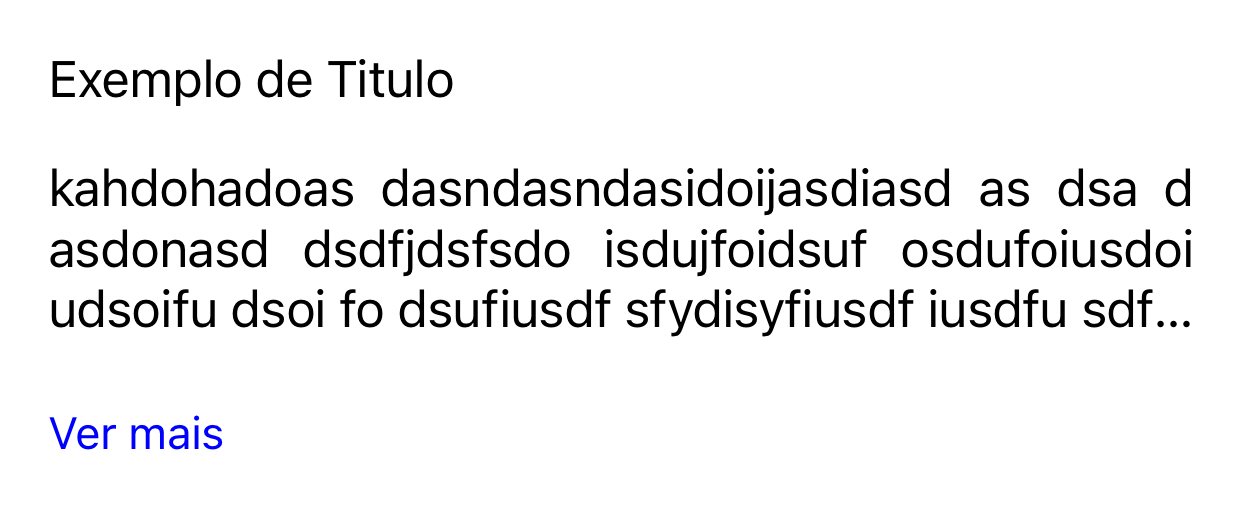 Exemplo de Titulo
kahdohadoas dasndasndasidoijasdiasd as dsa d
asdonasd dsdfjdsfsdo isdujfoidsuf osdufoiusdoi
udsoifu dsoi fo dsufiusdf sfydisyfiusdf iusdfu sdf...
Ver mais